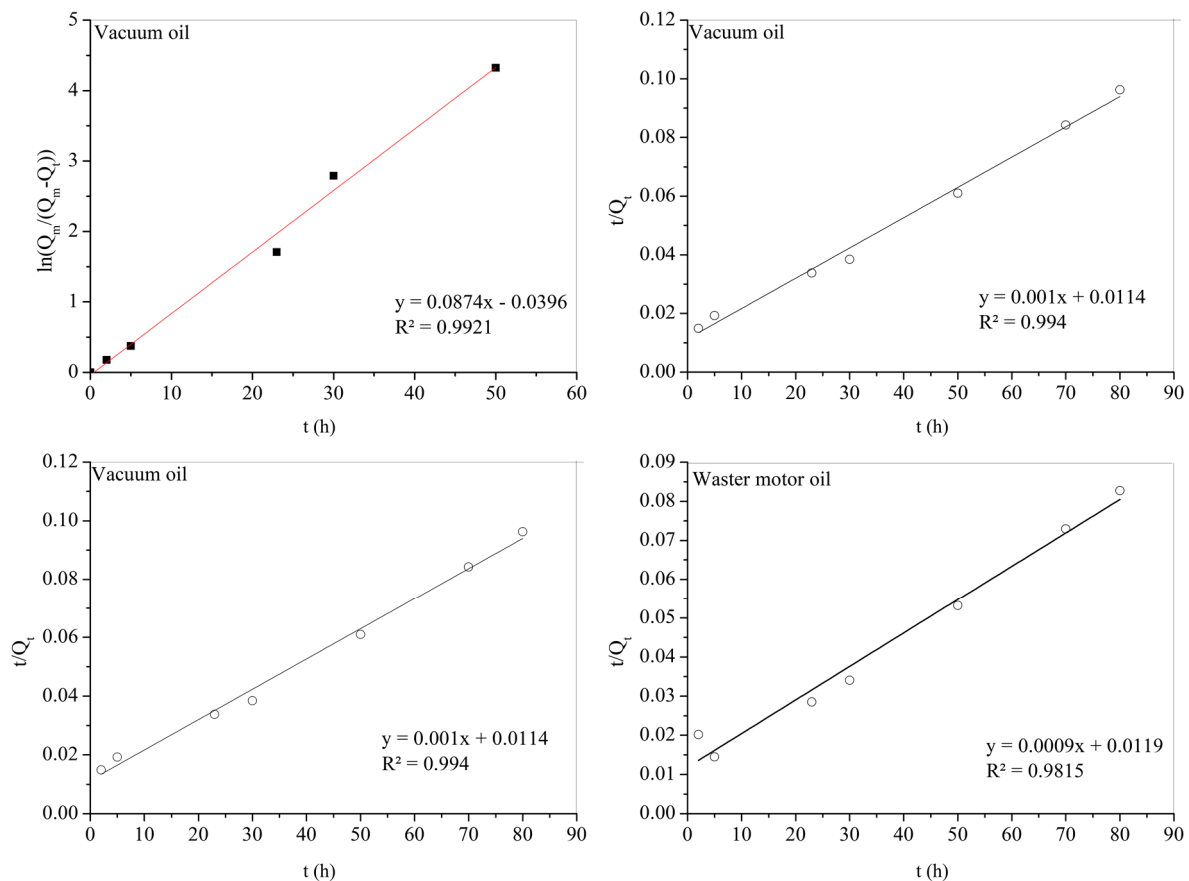 Vacuum oil
ln(Q_m/(Q_m-Q_t))
5
4
3
2
1
0
y = 0.0874x - 0.0396
R² = 0.9921
0 10 20 30 40 50 60
t (h)
Vacuum oil
t/Q_t
0.12
0.10
0.08
0.06
0.04
0.02
0.00
y = 0.001x + 0.0114
R² = 0.994
0 10 20 30 40 50 60 70 80 90
t (h)
Vacuum oil
t/Q_t
0.12
0.10
0.08
0.06
0.04
0.02
0.00
y = 0.001x + 0.0114
R² = 0.994
0 10 20 30 40 50 60 70 80 90
t (h)
Waster motor oil
t/Q_t
0.09
0.08
0.07
0.06
0.05
0.04
0.03
0.02
0.01
0.00
y = 0.0009x + 0.0119
R² = 0.9815
0 10 20 30 40 50 60 70 80 90
t (h)